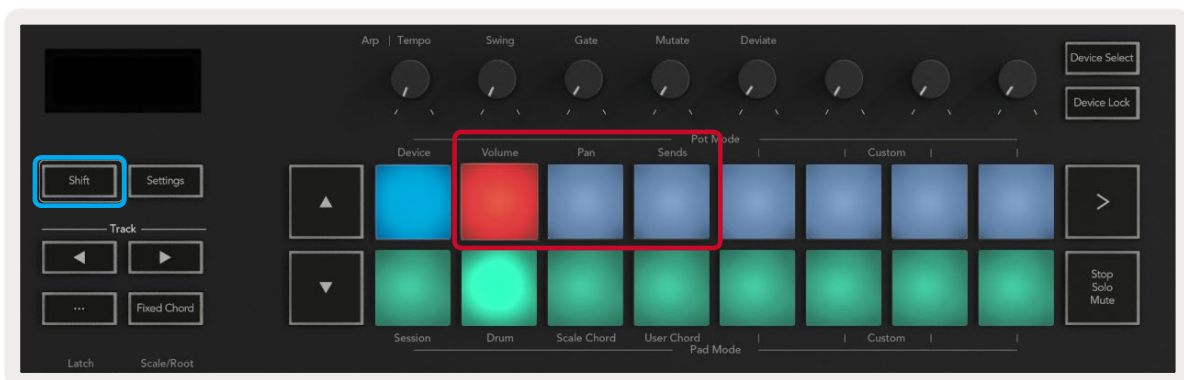 Arp | Tempo Swing Gate Mutate Deviate
Device Select
Device Lock
Pot Mode
Device Volume Pan Sends | | Custom | |
Shift Settings
▲ >
Track
◀ ▶
▼ Stop
Solo
Mute
... Fixed Chord
Session Drum Scale Chord User Chord | | Custom | |
Pad Mode
Latch Scale/Root